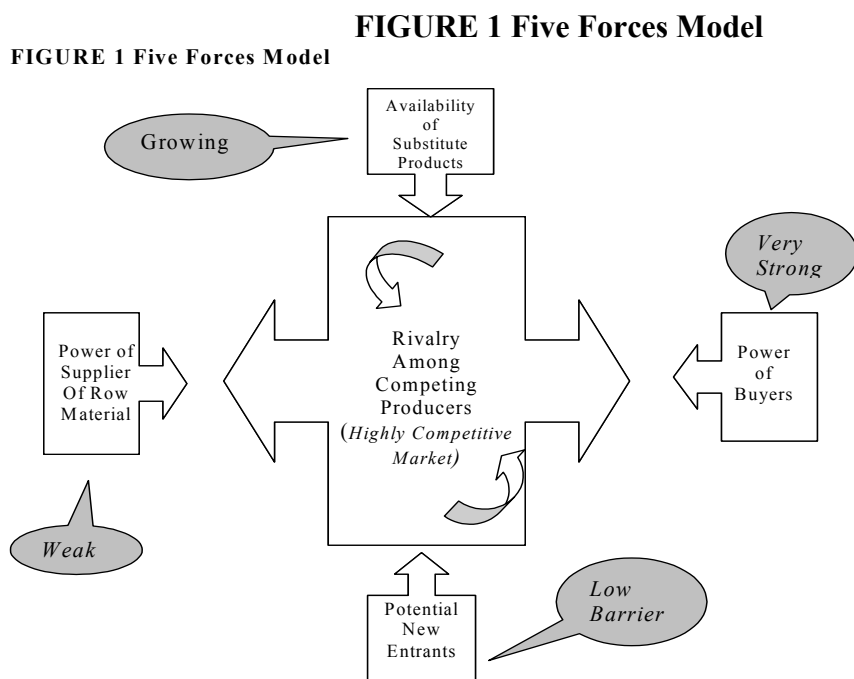 FIGURE 1 Five Forces Model
FIGURE 1 Five Forces Model
Availability
of
Substitute
Products
Growing
Very
Strong
Power of
Supplier
Of Row
Material
Rivalry
Among
Competing
Producers
(Highly Competitive
Market)
Power
of
Buyers
Weak
Potential
New
Entrants
Low
Barrier